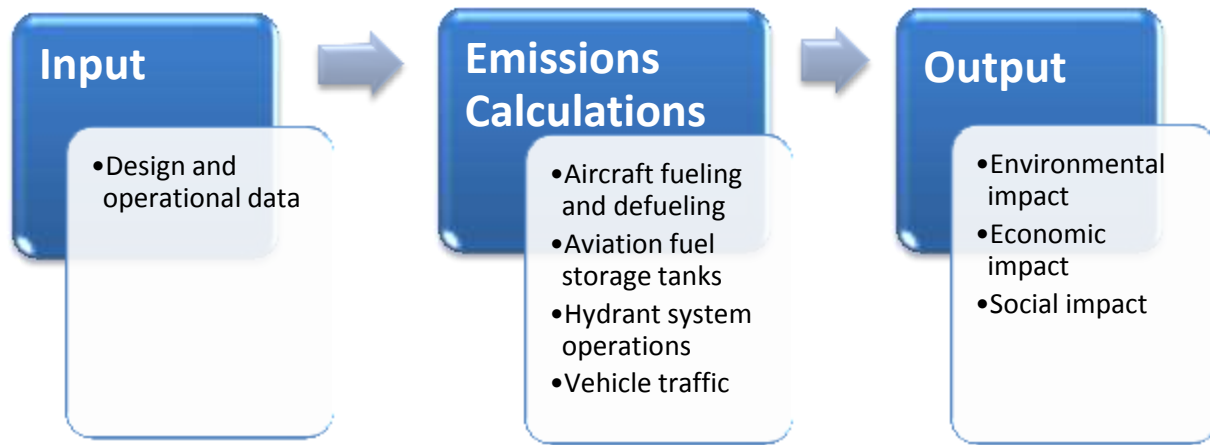 Input
•Design and
operational data
Emissions
Calculations
•Aircraft fueling
and defueling
•Aviation fuel
storage tanks
•Hydrant system
operations
•Vehicle traffic
Output
•Environmental
impact
•Economic
impact
•Social impact